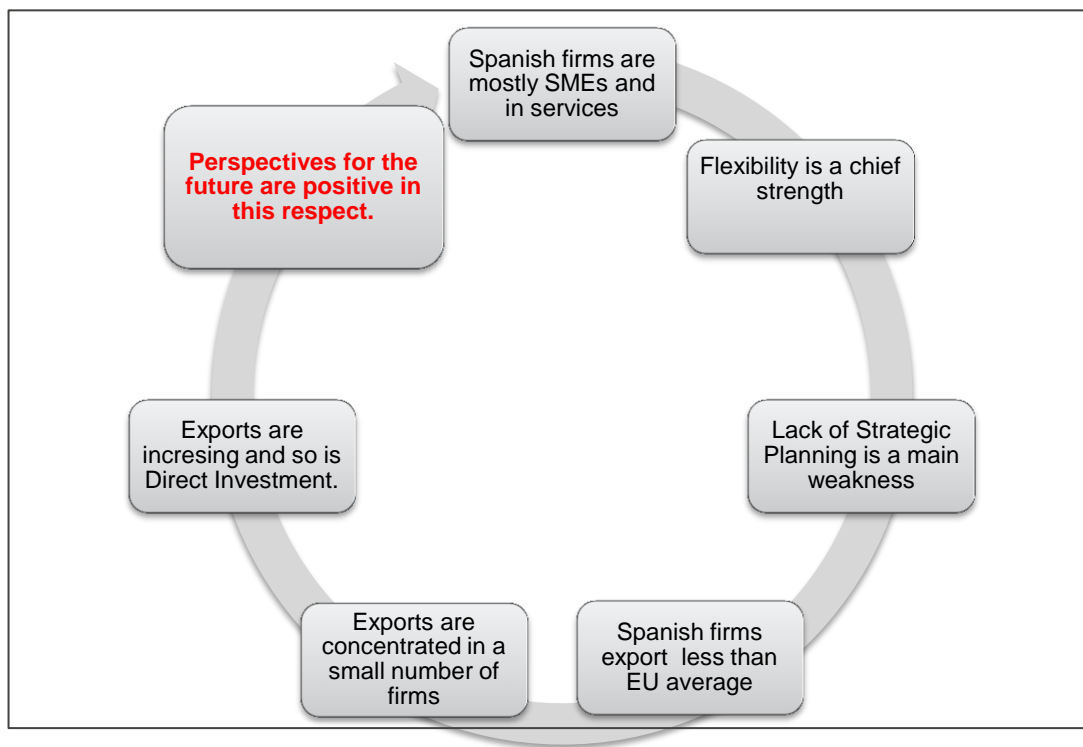 Spanish firms are
mostly SMEs and
in services
Flexibility is a chief
strength
Lack of Strategic
Planning is a main
weakness
Spanish firms
export less than
EU average
Exports are
concentrated in a
small number of
firms
Exports are
incresing and so is
Direct Investment.
Perspectives for the
future are positive in
this respect.